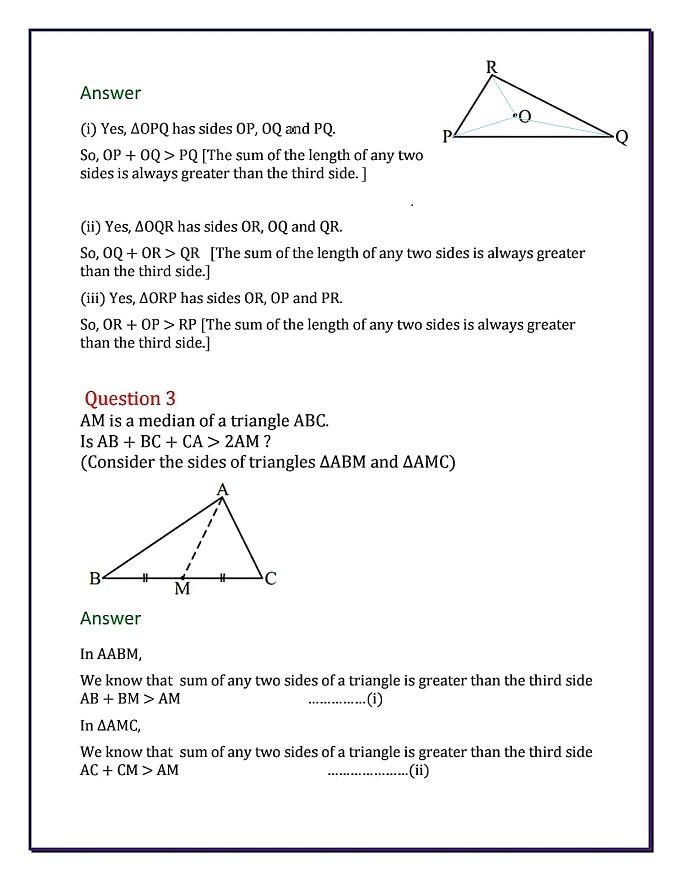 Answer
R
O
P
Q
(i) Yes, ΔOPQ has sides OP, OQ and PQ.
So, OP + OQ > PQ [The sum of the length of any two
sides is always greater than the third side. ]
.
(ii) Yes, ΔOQR has sides OR, OQ and QR.
So, OQ + OR > QR [The sum of the length of any two sides is always greater
than the third side.]
(iii) Yes, ΔORP has sides OR, OP and PR.
So, OR + OP > RP [The sum of the length of any two sides is always greater
than the third side.]
Question 3
AM is a median of a triangle ABC.
Is AB + BC + CA > 2AM ?
(Consider the sides of triangles ΔABM and ΔAMC)
A
B
M
C
Answer
In AABM,
We know that sum of any two sides of a triangle is greater than the third side
AB + BM > AM ……………(i)
In ΔAMC,
We know that sum of any two sides of a triangle is greater than the third side
AC + CM > AM …………………(ii)